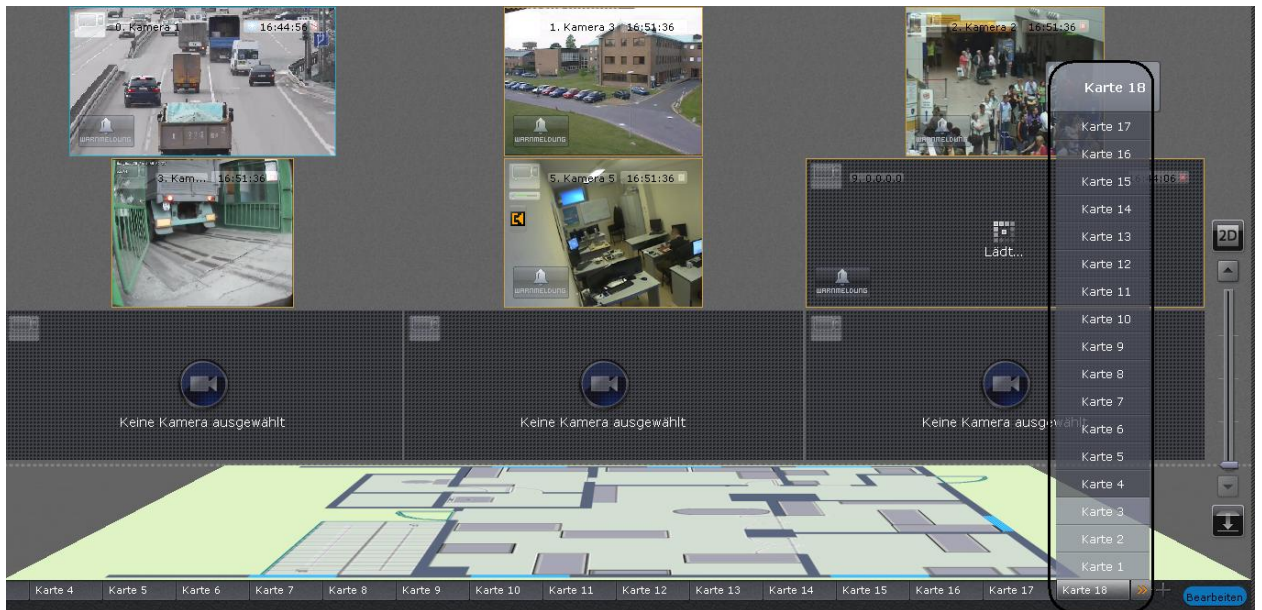 0. Kamera 1 16:44:56
1. Kamera 3 16:51:36
2. Kamera 2 16:51:36
WARNMELDUNG
WARNMELDUNG
WARNMELDUNG
3. Kam... 16:51:36
5. Kamera 5 16:51:36
9. 0.0.0.0 :44:06
Lädt...
WARNMELDUNG
WARNMELDUNG
Keine Kamera ausgewählt
Keine Kamera ausgewählt
Keine Kamera ausgewählt
Karte 18
Karte 17
Karte 16
Karte 15
Karte 14
Karte 13
Karte 12
Karte 11
Karte 10
Karte 9
Karte 8
Karte 7
Karte 6
Karte 5
Karte 4
Karte 3
Karte 2
Karte 1
2D
Karte 4 Karte 5 Karte 6 Karte 7 Karte 8 Karte 9 Karte 10 Karte 11 Karte 12 Karte 13 Karte 14 Karte 15 Karte 16 Karte 17 Karte 18 » +
Bearbeiten